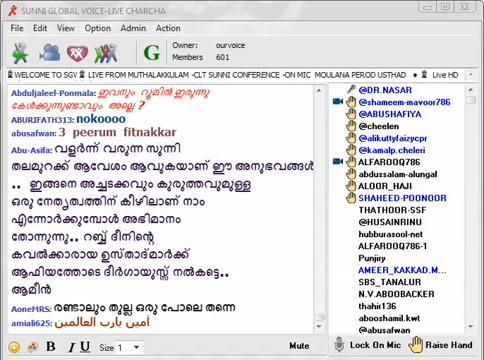 SUNNI GLOBAL VOICE-LIVE CHARCHA
File Edit View Option Admin Action
G Owner: ourvoice
Members 601
WELCOME TO SGV ! LIVE FROM MUTHALAKKULAM -CLT SUNNI CONFERENCE -ON MIC MOULANA PEROD USTHAD • ● Live HD
Abduljaleel-Ponmala: ഇവനും റൂമിൽ ഇരുന്നു
കേൾക്കുന്നുണ്ടാവും അല്ലെ ?
ABURIFATH313: nokoooo
abusafwan: 3 peerum fitnakkar
Abu-Asifa: വളർന്ന് വരുന്ന സുന്നി
തലമുറക്ക് ആവേശം ആവുകയാണ് ഈ അനുഭവങ്ങൾ
.. ഇങ്ങനെ അച്ചടക്കവും കുരുത്തവുമുള്ള
ഒരു നേതൃത്വത്തിന് കീഴിലാണ് നാം
എന്നോർക്കുമ്പോൾ അഭിമാനം
തോന്നുന്നു.. റബ്ബ് ദീനിന്റെ
കവൽക്കാരായ ഉസ്താദ്മാർക്ക്
ആഫിയത്തോടെ ദീർഗായുസ്സ് നൽകട്ടെ..
ആമീൻ
AoneMRS: രണ്ടാലും തുല്ല ഒരു പോലെ തന്നെ
amiali625: آمين يارب العالمين
@DR.NASAR
@shameem-mavoor786
@ABUSHAFIYA
@cheelen
@alikuttyfaizycpr
@kamalp.cheleri
ALFAROOQ786
abdussalam-alungal
ALOOR_HAJI
SHAHEED-POONOOR
THATHOOR-SSF
@HUSAINRINU
hubburasool-net
ALFAROOQ786-1
Punjiry
AMEER_KAKKAD.M...
SBS_TANALUR
N.V.ABOOBACKER
thahir136
abooshamil.kwt
@abusafwan
B I U Size 1 Mute Lock On Mic Raise Hand